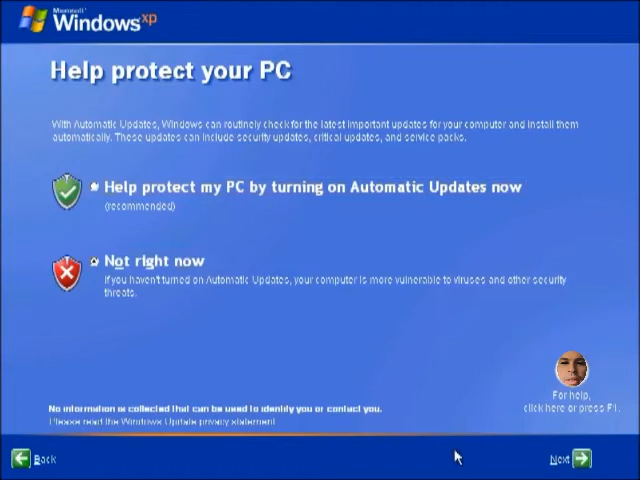 Microsoft
Windows xp
Help protect your PC
With Automatic Updates, Windows can routinely check for the latest important updates for your computer and install them
automatically. These updates can include security updates, critical updates, and service packs.
Help protect my PC by turning on Automatic Updates now
(recommended)
Not right now
If you haven't turned on Automatic Updates, your computer is more vulnerable to viruses and other security
threats.
For help,
click here or press F1.
No information is collected that can be used to identify you or contact you.
Please read the Windows Update privacy statement
Back
Next